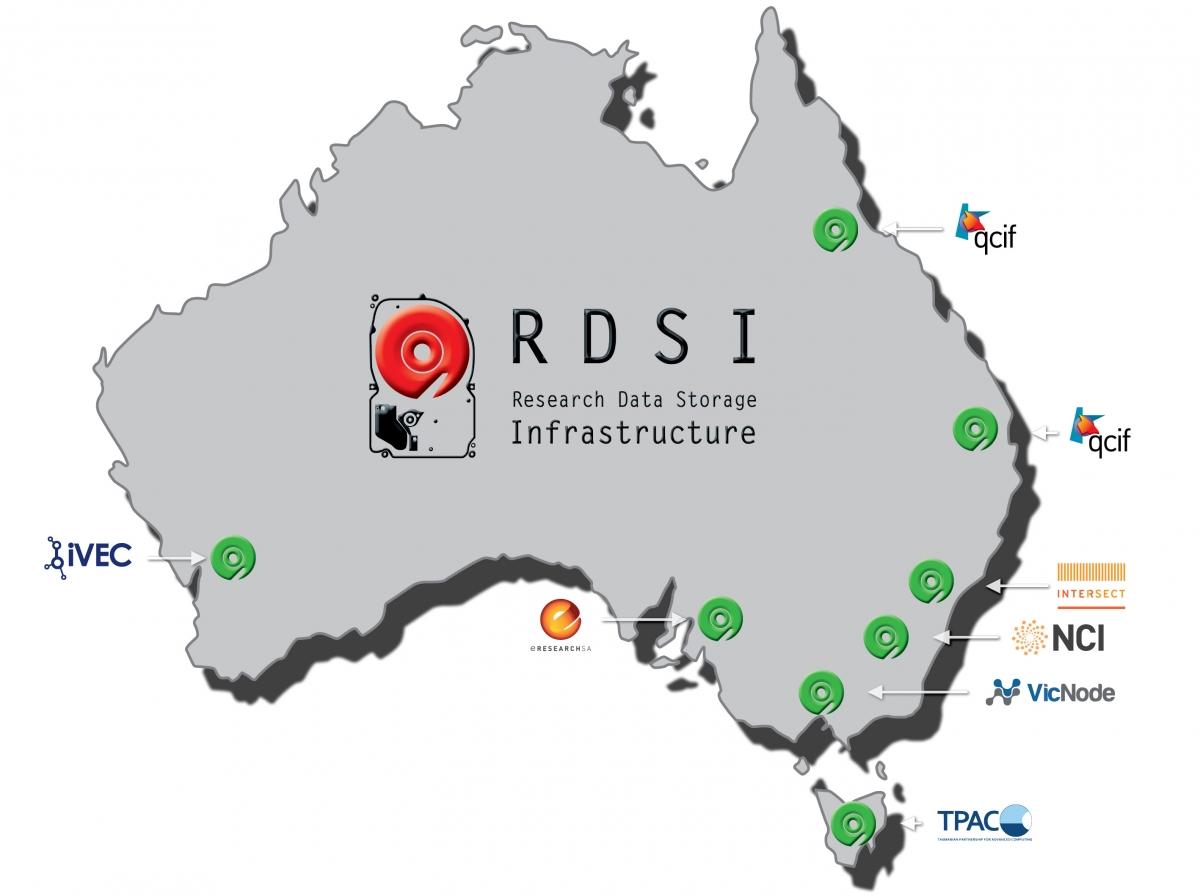 qcif
RDSI
Research Data Storage
Infrastructure
qcif
iVEC
INTERSECT
eRESEARCHSA
NCI
VicNode
TPAC
TASMANIAN PARTNERSHIP FOR ADVANCED COMPUTING